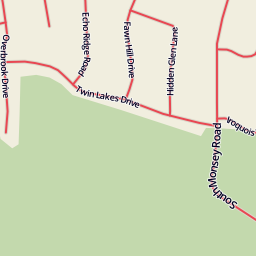 Overbrook Drive
Echo Ridge Road
Fawn Hill Drive
Hidden Glen Lane
Twin Lakes Drive
Iroquois
South Monsey Road